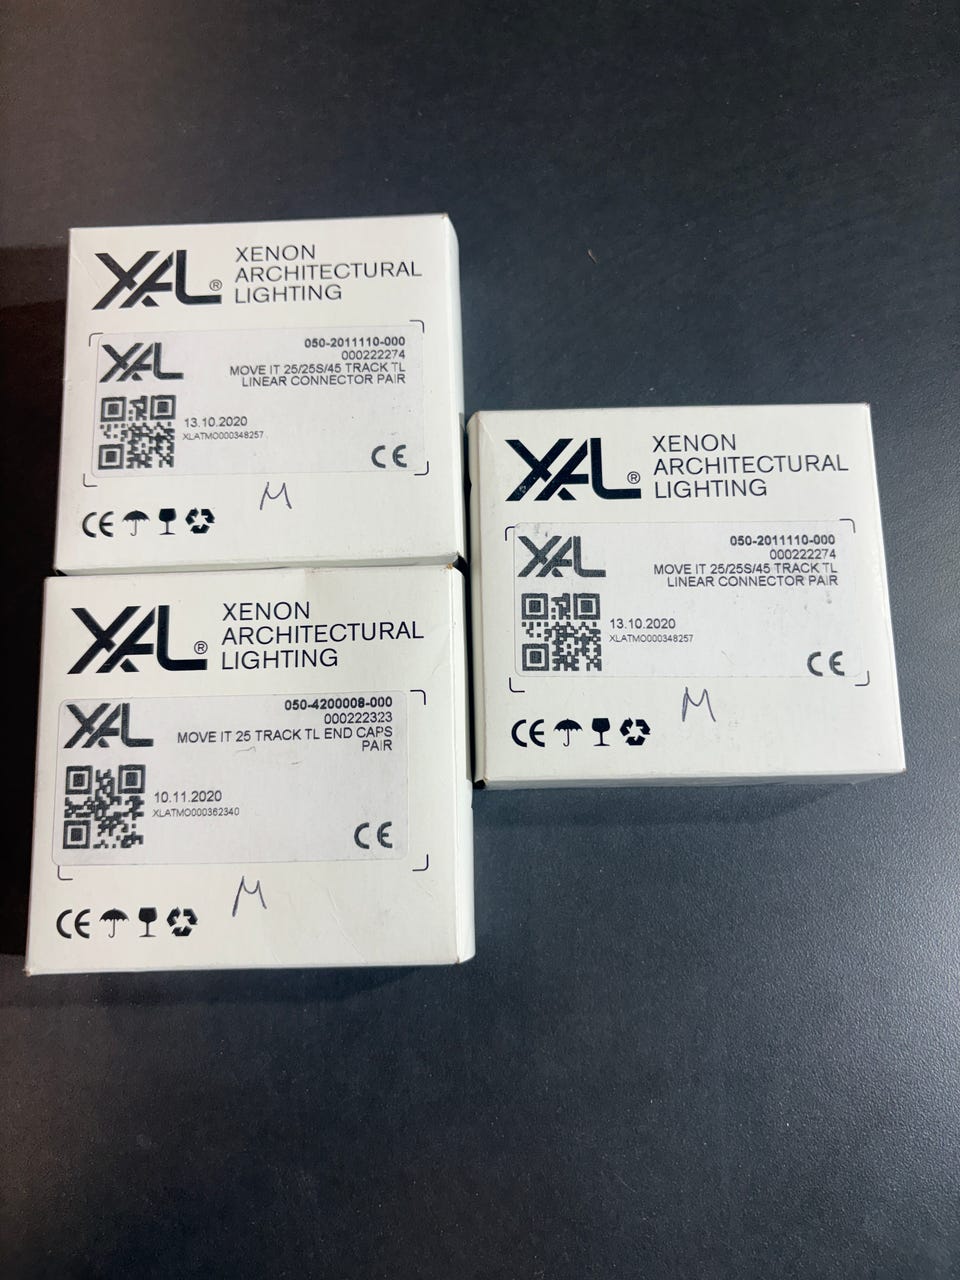 XAL® XENON
ARCHITECTURAL
LIGHTING
XAL
050-2011110-000
000222274
MOVE IT 25/25S/45 TRACK TL
LINEAR CONNECTOR PAIR
13.10.2020
XLATMO000348257
CE
M
CE
XAL® XENON
ARCHITECTURAL
LIGHTING
XAL
050-2011110-000
000222274
MOVE IT 25/25S/45 TRACK TL
LINEAR CONNECTOR PAIR
13.10.2020
XLATMO000348257
CE
M
CE
XAL® XENON
ARCHITECTURAL
LIGHTING
XAL
050-4200008-000
000222323
MOVE IT 25 TRACK TL END CAPS
PAIR
10.11.2020
XLATMO000362340
CE
M
CE